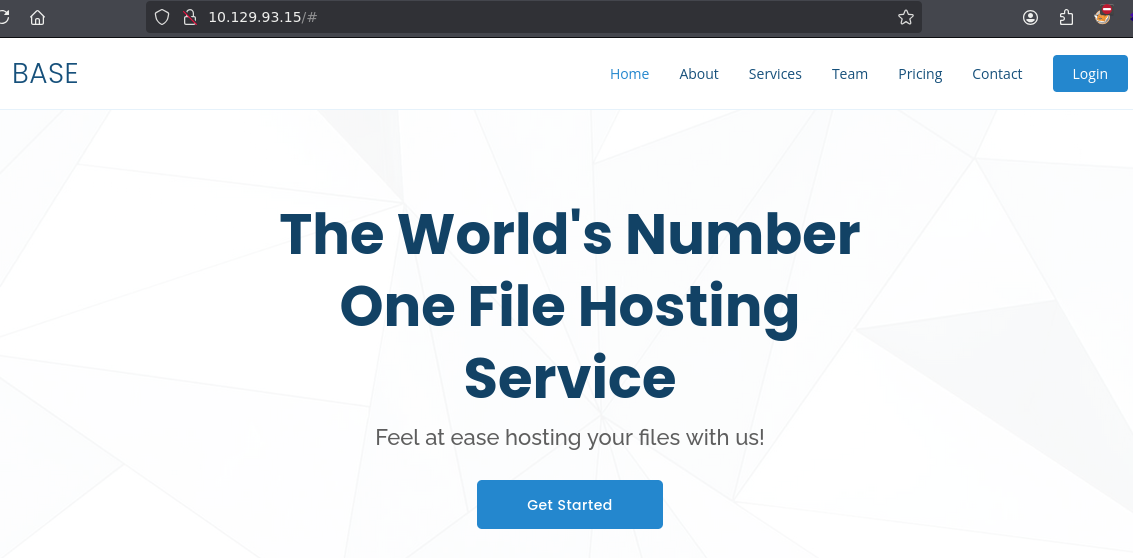 10.129.93.15/#
BASE
Home About Services Team Pricing Contact Login
The World's Number
One File Hosting
Service
Feel at ease hosting your files with us!
Get Started